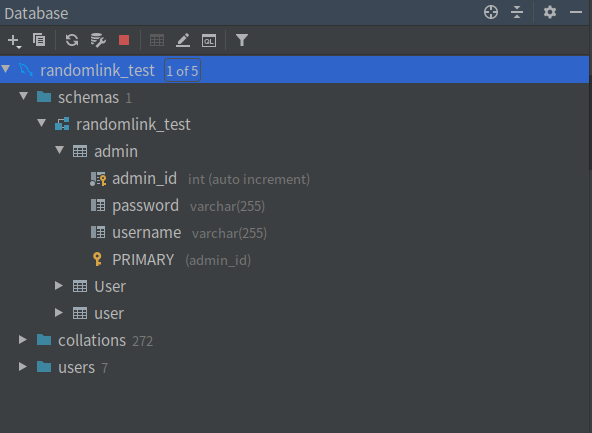 Database
QL
randomlink_test 1 of 5
schemas 1
randomlink_test
admin
admin_id int (auto increment)
password varchar(255)
username varchar(255)
PRIMARY (admin_id)
User
user
collations 272
users 7